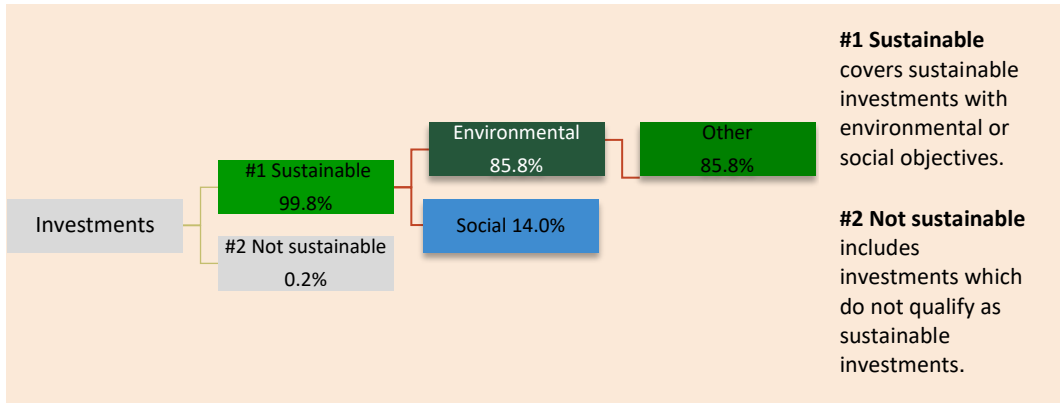 Investments
#1 Sustainable
99.8%
#2 Not sustainable
0.2%
Environmental
85.8%
Social 14.0%
Other
85.8%
#1 Sustainable
covers sustainable
investments with
environmental or
social objectives.
#2 Not sustainable
includes
investments which
do not qualify as
sustainable
investments.